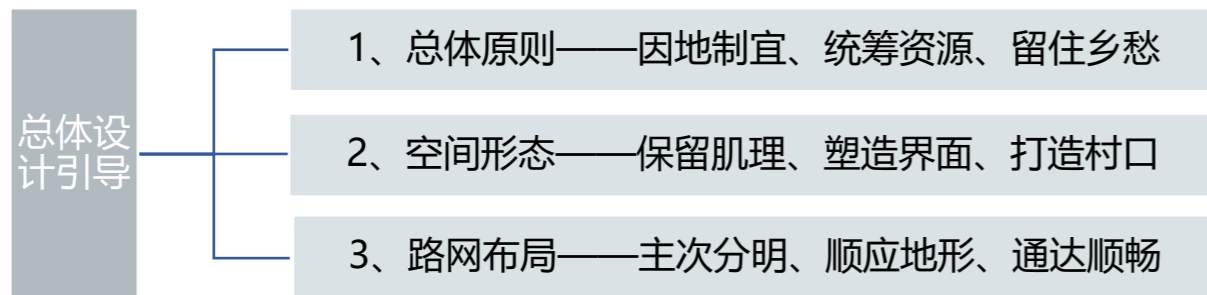 总体设
计引导
1、总体原则——因地制宜、统筹资源、留住乡愁
2、空间形态——保留肌理、塑造界面、打造村口
3、路网布局——主次分明、顺应地形、通达顺畅